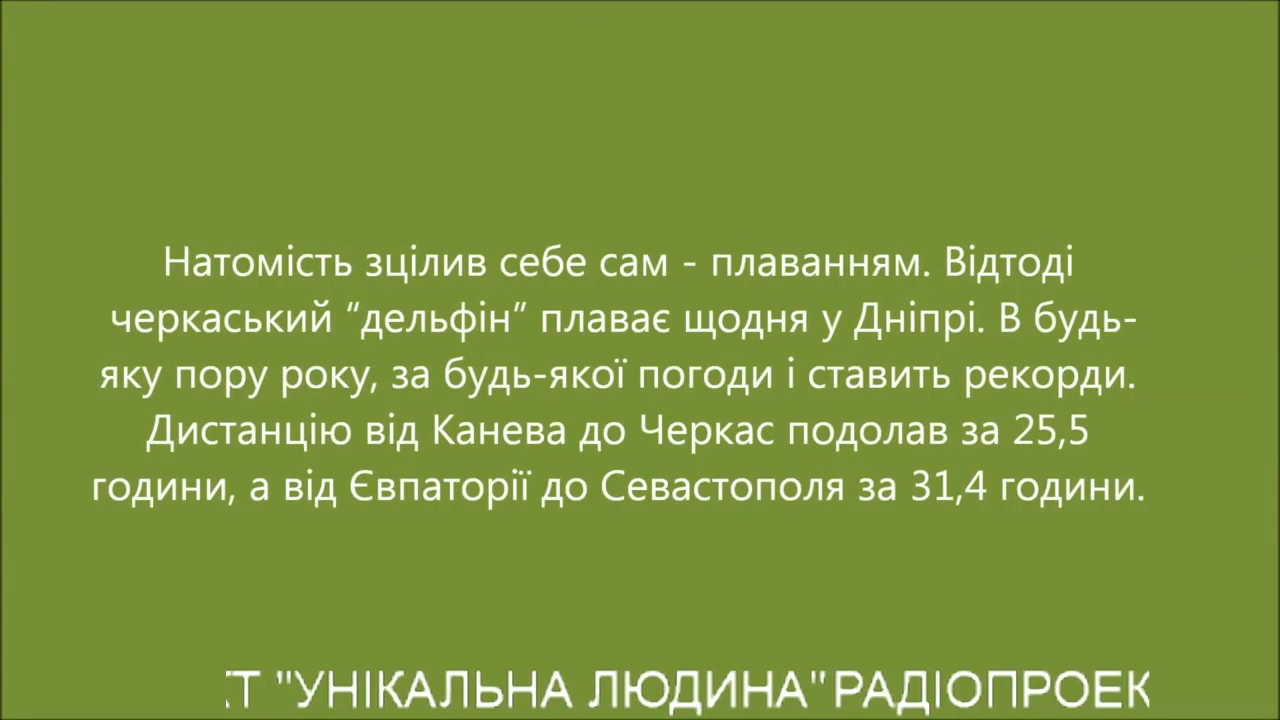 Натомість зцілив себе сам - плаванням. Відтоді
черкаський “дельфін” плаває щодня у Дніпрі. В будь-
яку пору року, за будь-якої погоди і ставить рекорди.
Дистанцію від Канева до Черкас подолав за 25,5
години, а від Євпаторії до Севастополя за 31,4 години.
"УНІКАЛЬНА ЛЮДИНА"